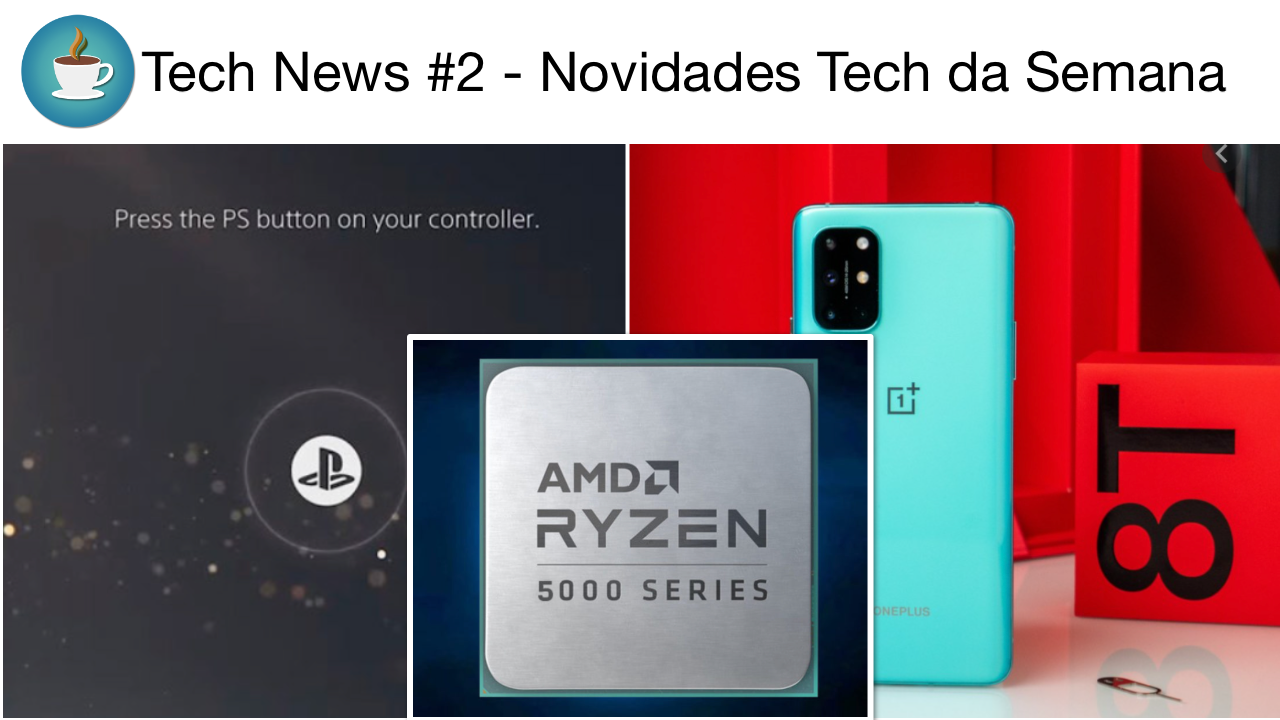 Tech News #2 - Novidades Tech da Semana
Press the PS button on your controller.
AMD
RYZEN
5000 SERIES
1+
ONEPLUS
8T